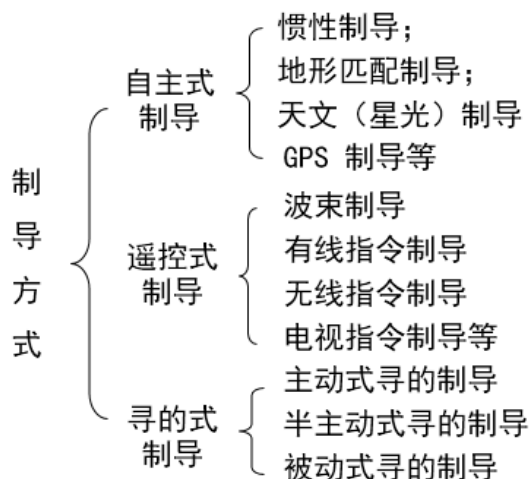 制导方式
自主式
制导
惯性制导；
地形匹配制导；
天文（星光）制导
GPS 制导等
遥控式
制导
波束制导
有线指令制导
无线指令制导
电视指令制导等
寻的式
制导
主动式寻的制导
半主动式寻的制导
被动式寻的制导